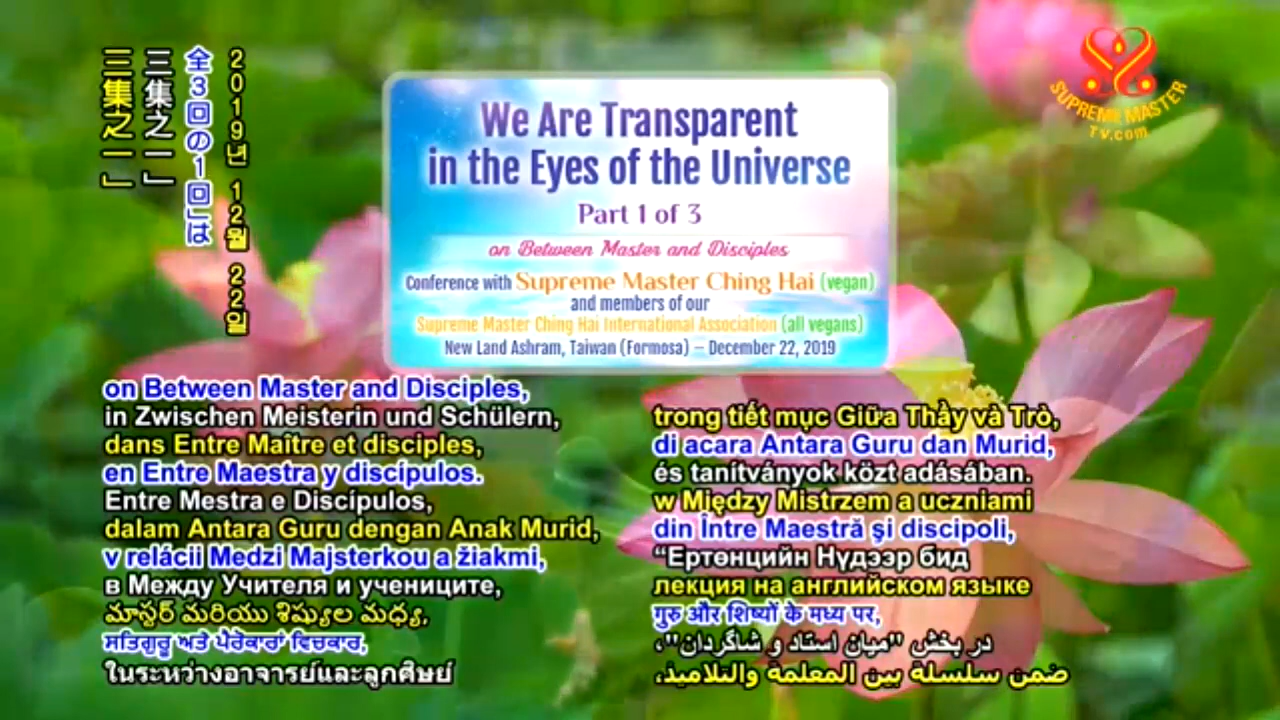 2019년 12월 22일
全3回の1回」は
三集之一」
三集之一」
SUPREME MASTER
TV.com
We Are Transparent
in the Eyes of the Universe
Part 1 of 3
on Between Master and Disciples
Conference with Supreme Master Ching Hai (vegan)
and members of our
Supreme Master Ching Hai International Association (all vegans)
New Land Ashram, Taiwan (Formosa) – December 22, 2019
on Between Master and Disciples,
in Zwischen Meisterin und Schülern,
dans Entre Maître et disciples,
en Entre Maestra y discípulos.
Entre Mestra e Discípulos,
dalam Antara Guru dengan Anak Murid,
v relácii Medzi Majsterkou a žiakmi,
в Между Учителя и учениците,
మాస్టర్ మరియు శిష్యుల మధ్య,
ਸਤਿਗੁਰੂ ਅਤੇ ਪੈਰੋਕਾਰਾਂ ਵਿਚਕਾਰ,
ในระหว่างอาจารย์และลูกศิษย์
trong tiết mục Giữa Thầy và Trò,
di acara Antara Guru dan Murid,
és tanítványok közt adásában.
w Między Mistrzem a uczniami
din Între Maestră şi discipoli,
“Ертөнцийн Нүдээр бид
лекция на английском языке
गुरु और शिष्यों के मध्य पर,
در بخش "میان استاد و شاگردان"،
ضمن سلسلة بين المعلمة والتلاميذ،